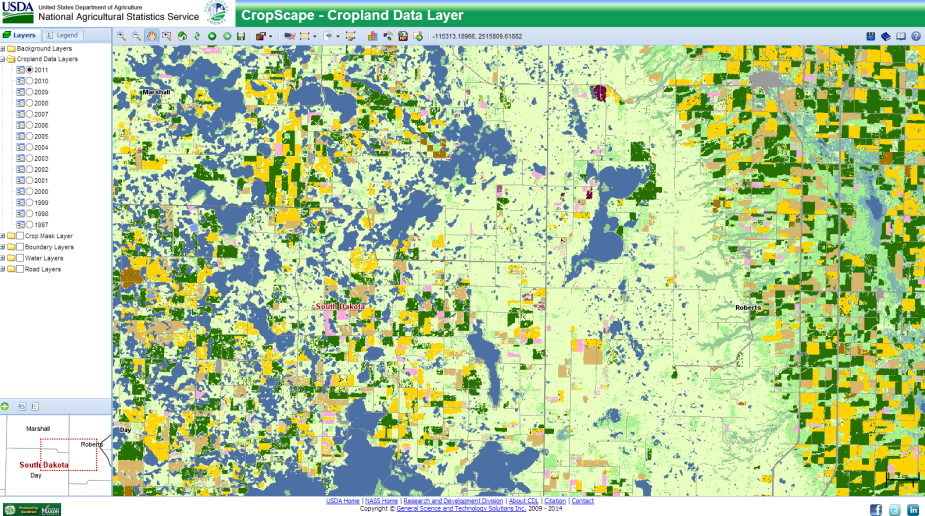 USDA United States Department of Agriculture
National Agricultural Statistics Service
CropScape - Cropland Data Layer
Layers Legend
-115313.18966, 2515809.61882
Background Layers
Cropland Data Layers
2011
2010
2009
2008
2007
2006
2005
2004
2003
2002
2001
2000
1999
1998
1997
Crop Mask Layer
Boundary Layers
Water Layers
Road Layers
Marshall
South Dakota
Roberts
Day
Marshall
Roberts
South Dakota
Day
USDA Home | NASS Home | Research and Development Division | About CDL | Citation | Contact
Copyright © General Science and Technology Solutions Inc. 2009 - 2014